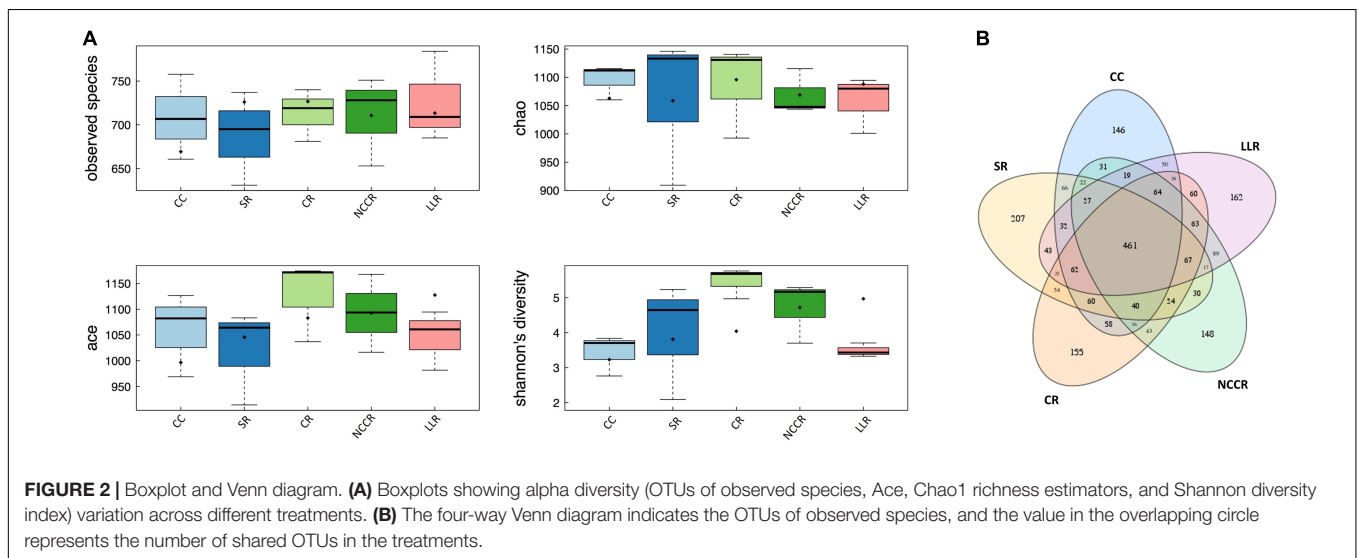 A
B
observed species
750
700
650
CC
SR
CR
NCCR
LLR
chao
1150
1100
1050
1000
950
900
CC
SR
CR
NCCR
LLR
ace
1150
1100
1050
1000
950
CC
SR
CR
NCCR
LLR
shannon's diversity
5
4
3
2
CC
SR
CR
NCCR
LLR
CC
LLR
SR
CR
NCCR
146
50
31
19
64
60
162
66
22
27
207
32
63
43
461
89
62
67
54
60
40
24
30
58
43
155
148
FIGURE 2 | Boxplot and Venn diagram. (A) Boxplots showing alpha diversity (OTUs of observed species, Ace, Chao1 richness estimators, and Shannon diversity
index) variation across different treatments. (B) The four-way Venn diagram indicates the OTUs of observed species, and the value in the overlapping circle
represents the number of shared OTUs in the treatments.